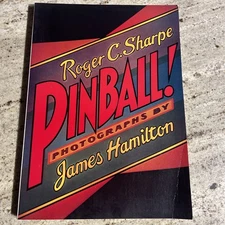 Roger C. Sharpe
PINBALL!
PHOTOGRAPHS BY
James Hamilton